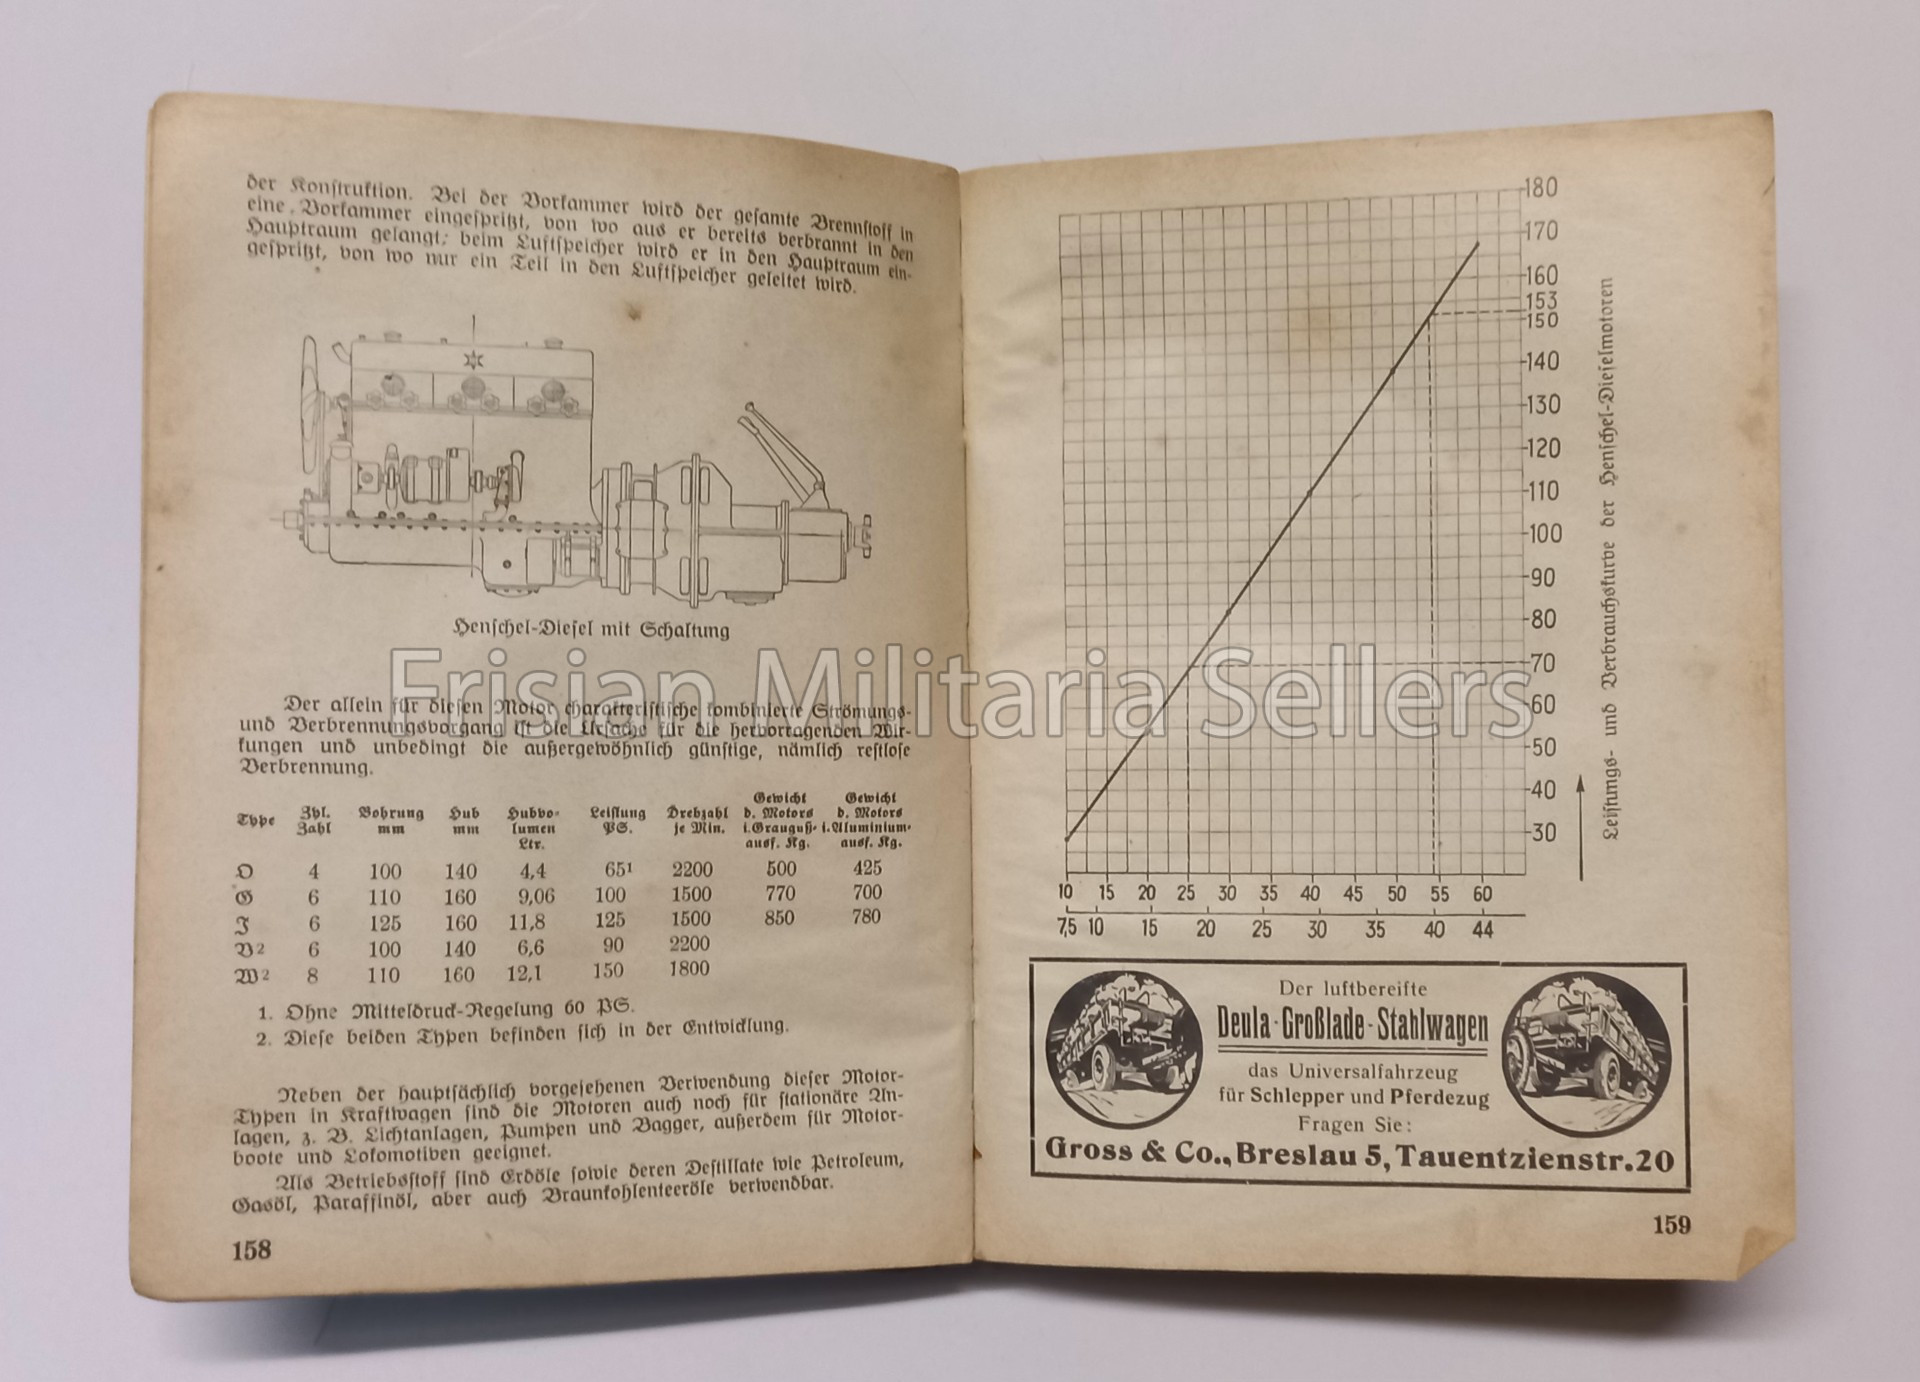 der Konstruktion. Bei der Vorkammer wird der gesamte Brennstoff in
eine Vorkammer eingespritzt, von wo aus er bereits verbrannt in den
Hauptraum gelangt; beim Luftspeicher wird er in den Hauptraum ein-
gespritzt, von wo nur ein Teil in den Luftspeicher geleitet wird.
Henschel-Diesel mit Schaltung
Der allein für diesen Motor charakteristische kombinierte Strömungs-
und Verbrennungsvorgang ist die Ursache für die hervorragenden Wir-
kungen und unbedingt die außergewöhnlich günstige, nämlich restlose
Verbrennung.
Type Zyl. Zahl Bohrung mm Hub mm Hubvo- lumen Ltr. Leistung PS. Drehzahl je Min. Gewicht d. Motors i. Grauguß- ausf. Kg. Gewicht d. Motors i. Aluminium- ausf. Kg.
O 4 100 140 4,4 65¹ 2200 500 425
G 6 110 160 9,06 100 1500 770 700
J 6 125 160 11,8 125 1500 850 780
V² 6 100 140 6,6 90 2200
W² 8 110 160 12,1 150 1800
1. Ohne Mitteldruck-Regelung 60 PS.
2. Diese beiden Typen befinden sich in der Entwicklung.
Neben der hauptsächlich vorgesehenen Verwendung dieser Motor-
Typen in Kraftwagen sind die Motoren auch noch für stationäre An-
lagen, z. B. Lichtanlagen, Pumpen und Bagger, außerdem für Motor-
boote und Lokomotiven geeignet.
Als Betriebsstoff sind Erdöle sowie deren Destillate wie Petroleum,
Gasöl, Paraffinöl, aber auch Braunkohlenteeröle verwendbar.
158
180
170
160
153
150
140
130
120
110
100
90
80
70
60
50
40
30
10 15 20 25 30 35 40 45 50 55 60
7,5 10 15 20 25 30 35 40 44
Leistungs- und Verbrauchskurve der Henschel-Dieselmotoren
Der luftbereifte
Deula-Großlade-Stahlwagen
das Universalfahrzeug
für Schlepper und Pferdezug
Fragen Sie:
Gross & Co., Breslau 5, Tauentzienstr. 20
159
Frisian Militaria Sellers